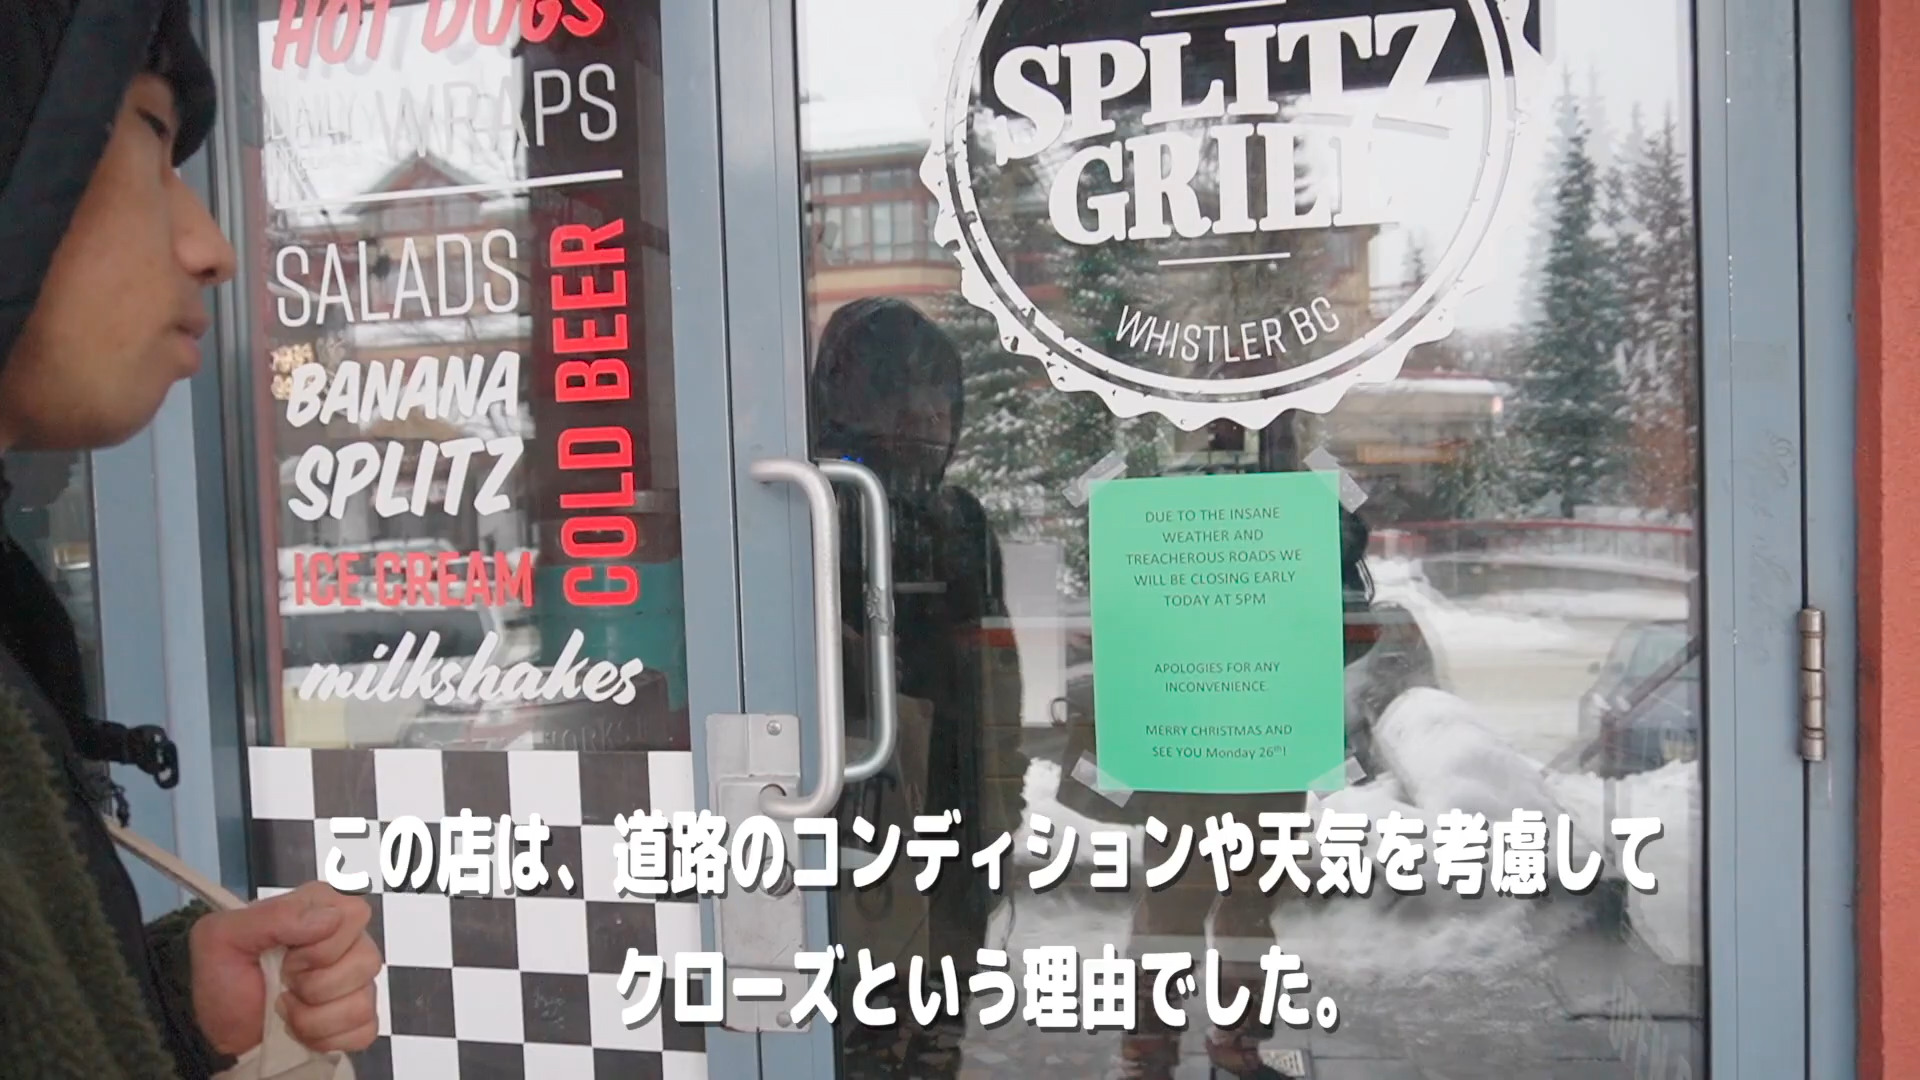 HOT DOGS
DAILY WRAPS
SALADS
BANANA
SPLITZ
ICE CREAM
milkshakes
COLD BEER
SPLITZ
GRILL
WHISTLER BC
DUE TO THE INSANE
WEATHER AND
TREACHEROUS ROADS WE
WILL BE CLOSING EARLY
TODAY AT 5PM
APOLOGIES FOR ANY
INCONVENIENCE.
MERRY CHRISTMAS AND
SEE YOU Monday 26th!
この店は、道路のコンディションや天気を考慮して
クローズという理由でした。